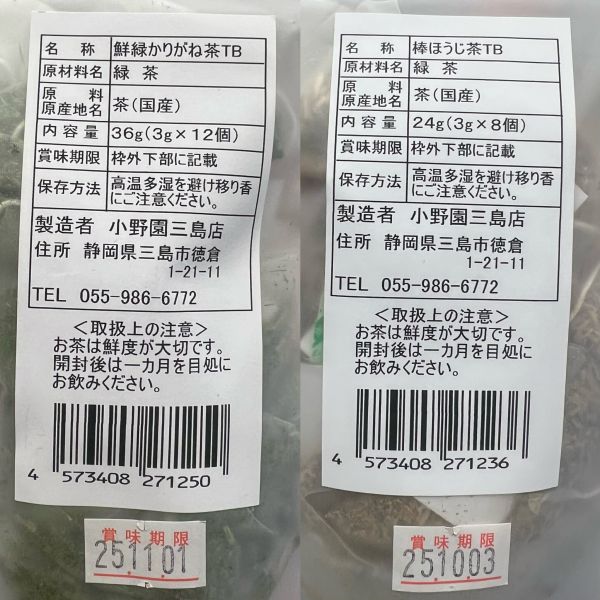 名　称　鮮緑かりがね茶TB
原材料名　緑　茶
原　料
原産地名　茶(国産)
内 容 量　36g(3g×12個)
賞味期限　枠外下部に記載
保存方法　高温多湿を避け移り香
にご注意ください。
製造者　小野園三島店
住所　静岡県三島市徳倉
1-21-11
TEL　055-986-6772
＜取扱上の注意＞
お茶は鮮度が大切です。
開封後は一カ月を目処に
お飲みください。
4 573408 271250
賞味期限
251101
名　称　棒ほうじ茶TB
原材料名　緑　茶
原　料
原産地名　茶(国産)
内 容 量　24g(3g×8個)
賞味期限　枠外下部に記載
保存方法　高温多湿を避け移り香
にご注意ください。
製造者　小野園三島店
住所　静岡県三島市徳倉
1-21-11
TEL　055-986-6772
＜取扱上の注意＞
お茶は鮮度が大切です。
開封後は一カ月を目処に
お飲みください。
4 573408 271236
賞味期限
251003